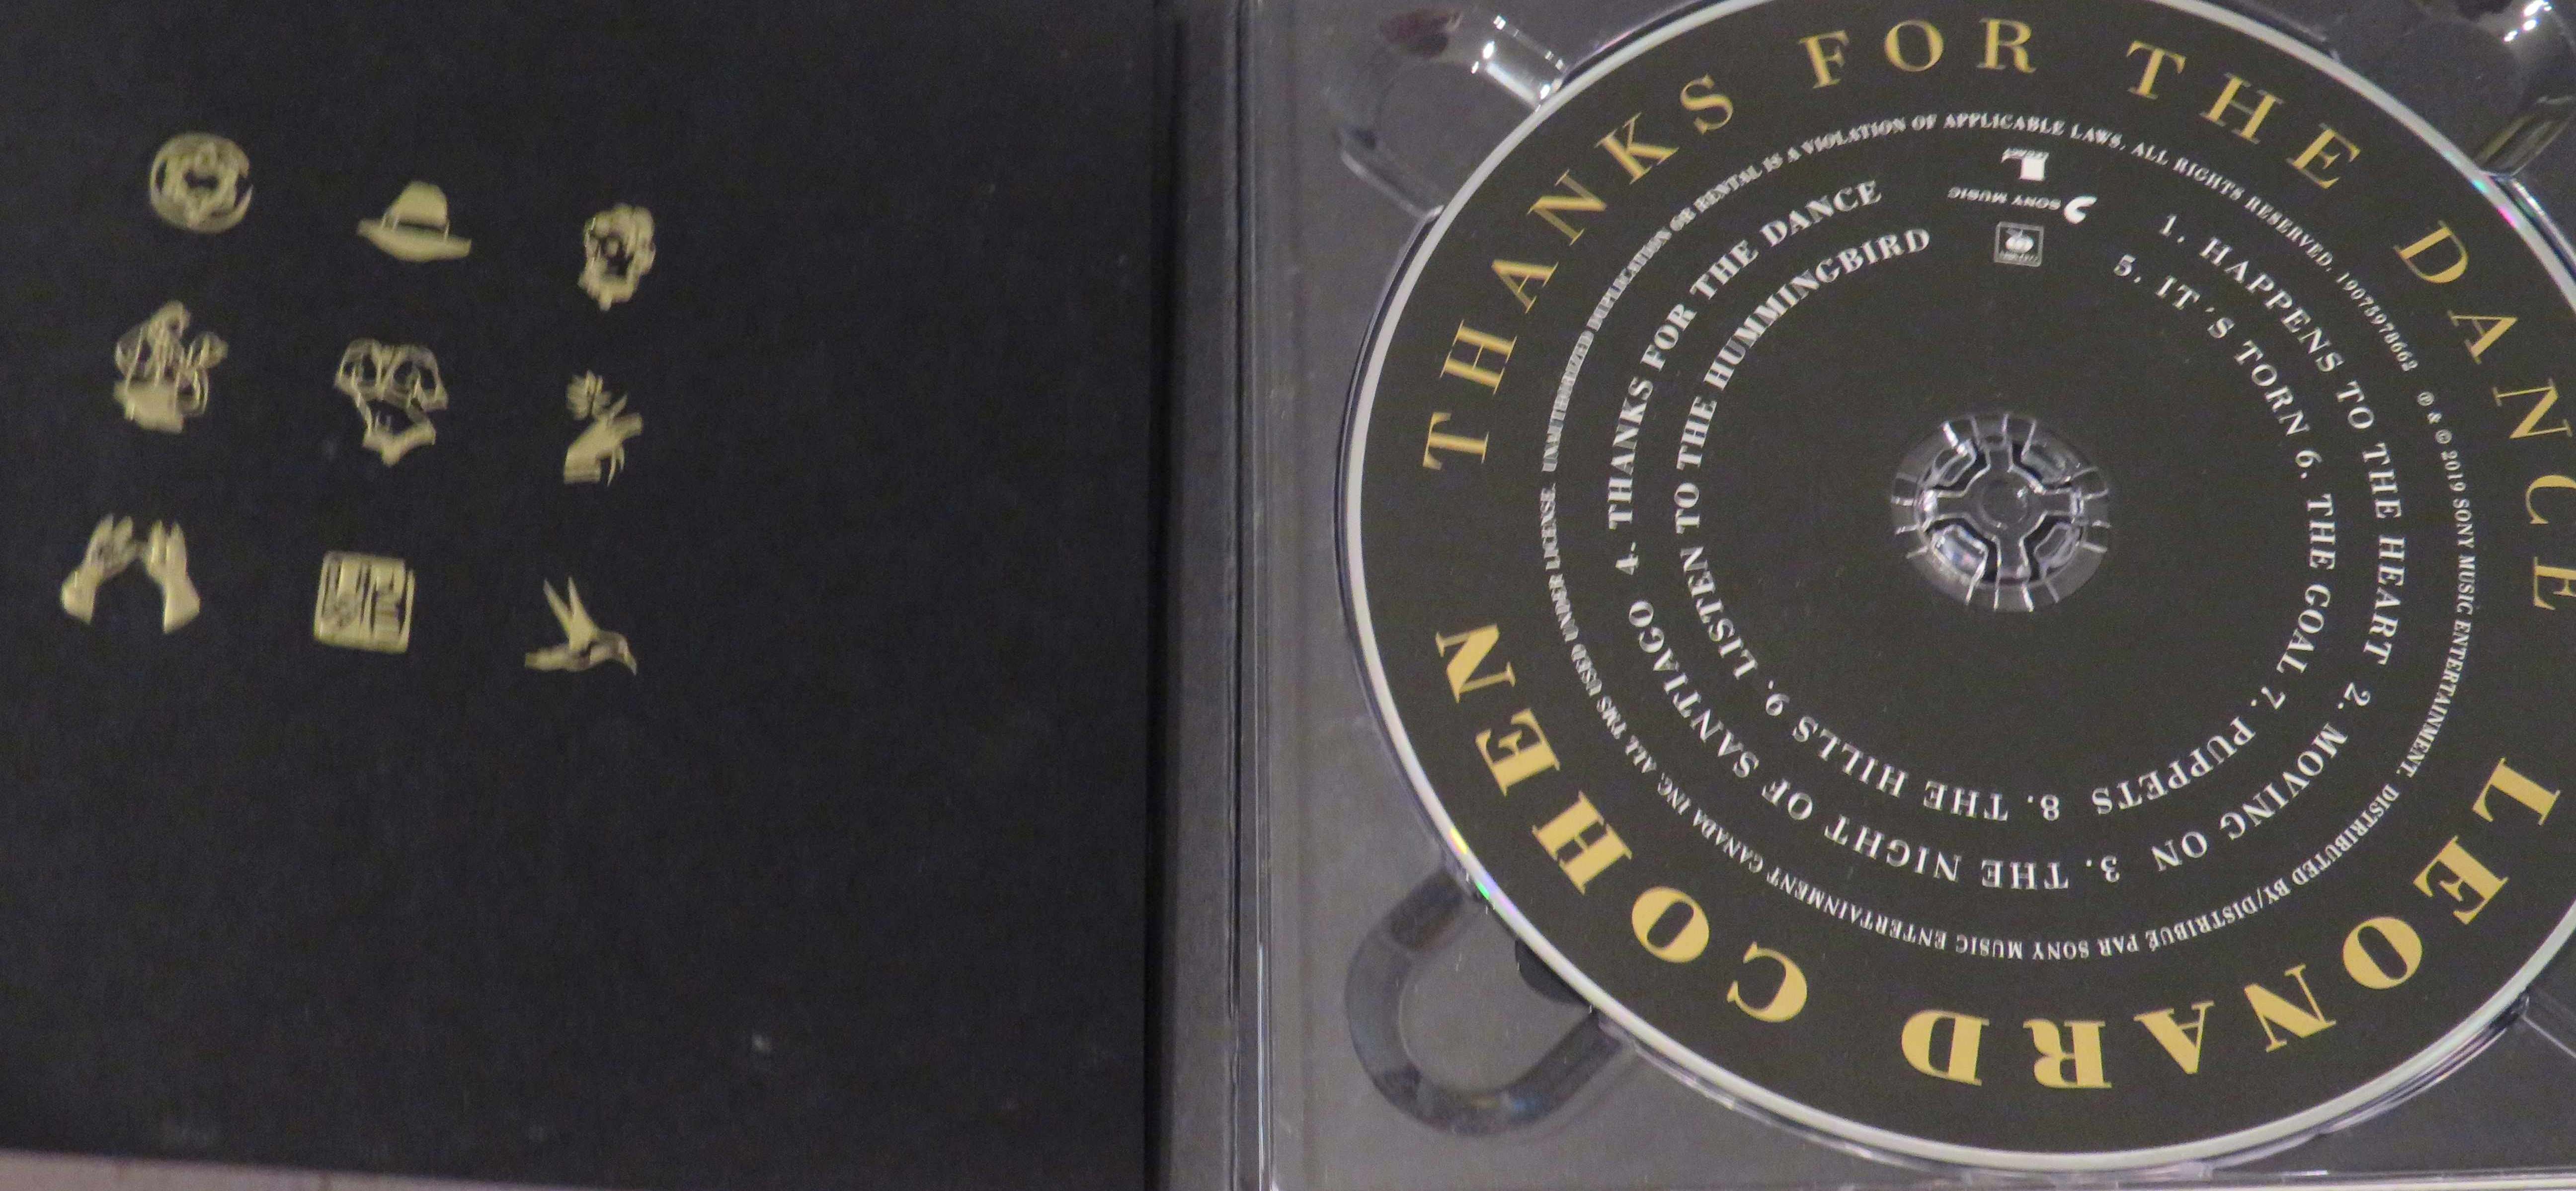 THANKS FOR THE DANCE
LEONARD COHEN
UNAUTHORIZED DUPLICATION OR RENTAL IS A VIOLATION OF APPLICABLE LAWS. ALL RIGHTS RESERVED. 19075978662 ℗ & © 2019 SONY MUSIC ENTERTAINMENT. DISTRIBUTED BY/DISTRIBUÉ PAR SONY MUSIC ENTERTAINMENT CANADA INC. ALL TMS USED UNDER LICENSE.
SONY MUSIC
1. HAPPENS TO THE HEART 2. MOVING ON 3. THE NIGHT OF SANTIAGO 4. THANKS FOR THE DANCE
5. IT'S TORN 6. THE GOAL 7. PUPPETS 8. THE HILLS 9. LISTEN TO THE HUMMINGBIRD